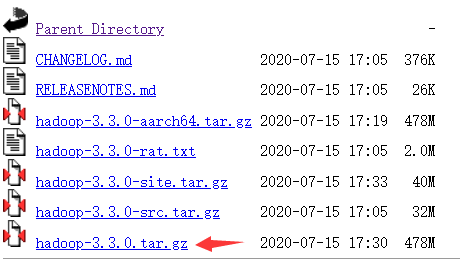 Parent Directory -
CHANGELOG.md 2020-07-15 17:05 376K
RELEASENOTES.md 2020-07-15 17:05 26K
hadoop-3.3.0-aarch64.tar.gz 2020-07-15 17:19 478M
hadoop-3.3.0-rat.txt 2020-07-15 17:05 2.0M
hadoop-3.3.0-site.tar.gz 2020-07-15 17:33 40M
hadoop-3.3.0-src.tar.gz 2020-07-15 17:05 32M
hadoop-3.3.0.tar.gz 2020-07-15 17:30 478M